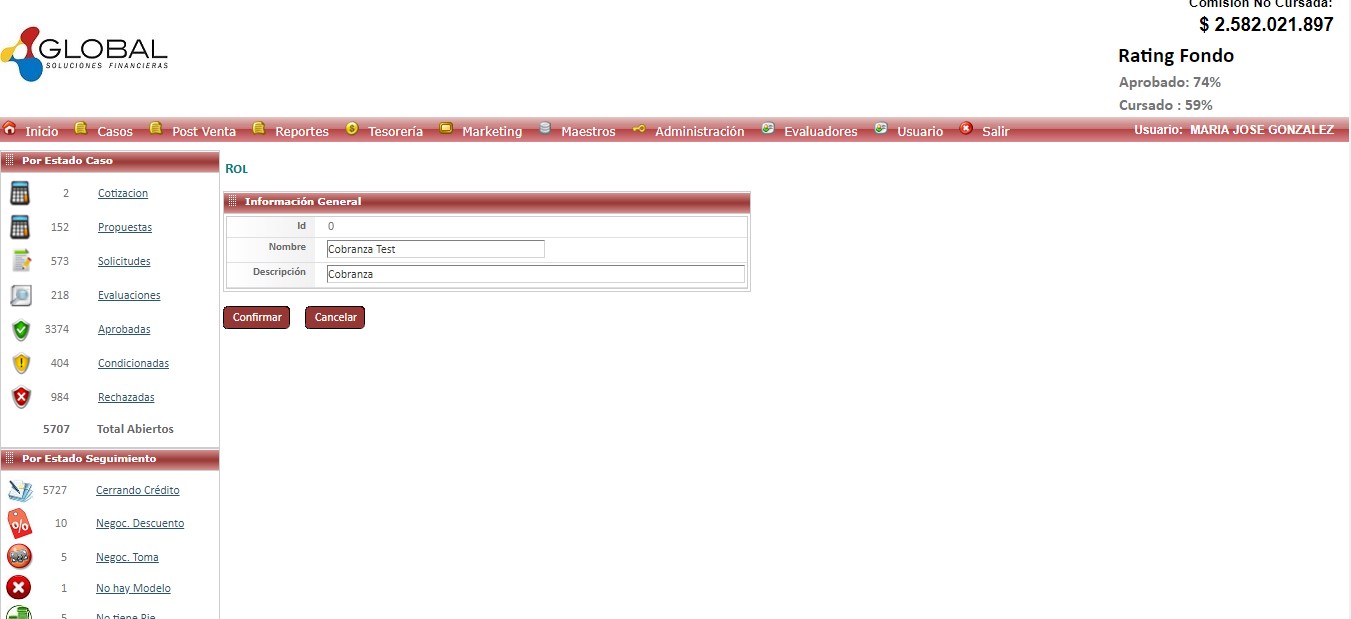 Comisión No Cursada:
$ 2.582.021.897
GLOBAL
SOLUCIONES FINANCIERAS
Rating Fondo
Aprobado: 74%
Cursado : 59%
Inicio Casos Post Venta Reportes Tesorería Marketing Maestros Administración Evaluadores Usuario Salir Usuario: MARIA JOSE GONZALEZ
Por Estado Caso
2 Cotizacion
152 Propuestas
573 Solicitudes
218 Evaluaciones
3374 Aprobadas
404 Condicionadas
984 Rechazadas
5707 Total Abiertos
Por Estado Seguimiento
5727 Cerrando Crédito
10 Negoc. Descuento
5 Negoc. Toma
1 No hay Modelo
5 No tiene Pie
ROL
Información General
Id 0
Nombre Cobranza Test
Descripción Cobranza
Confirmar Cancelar